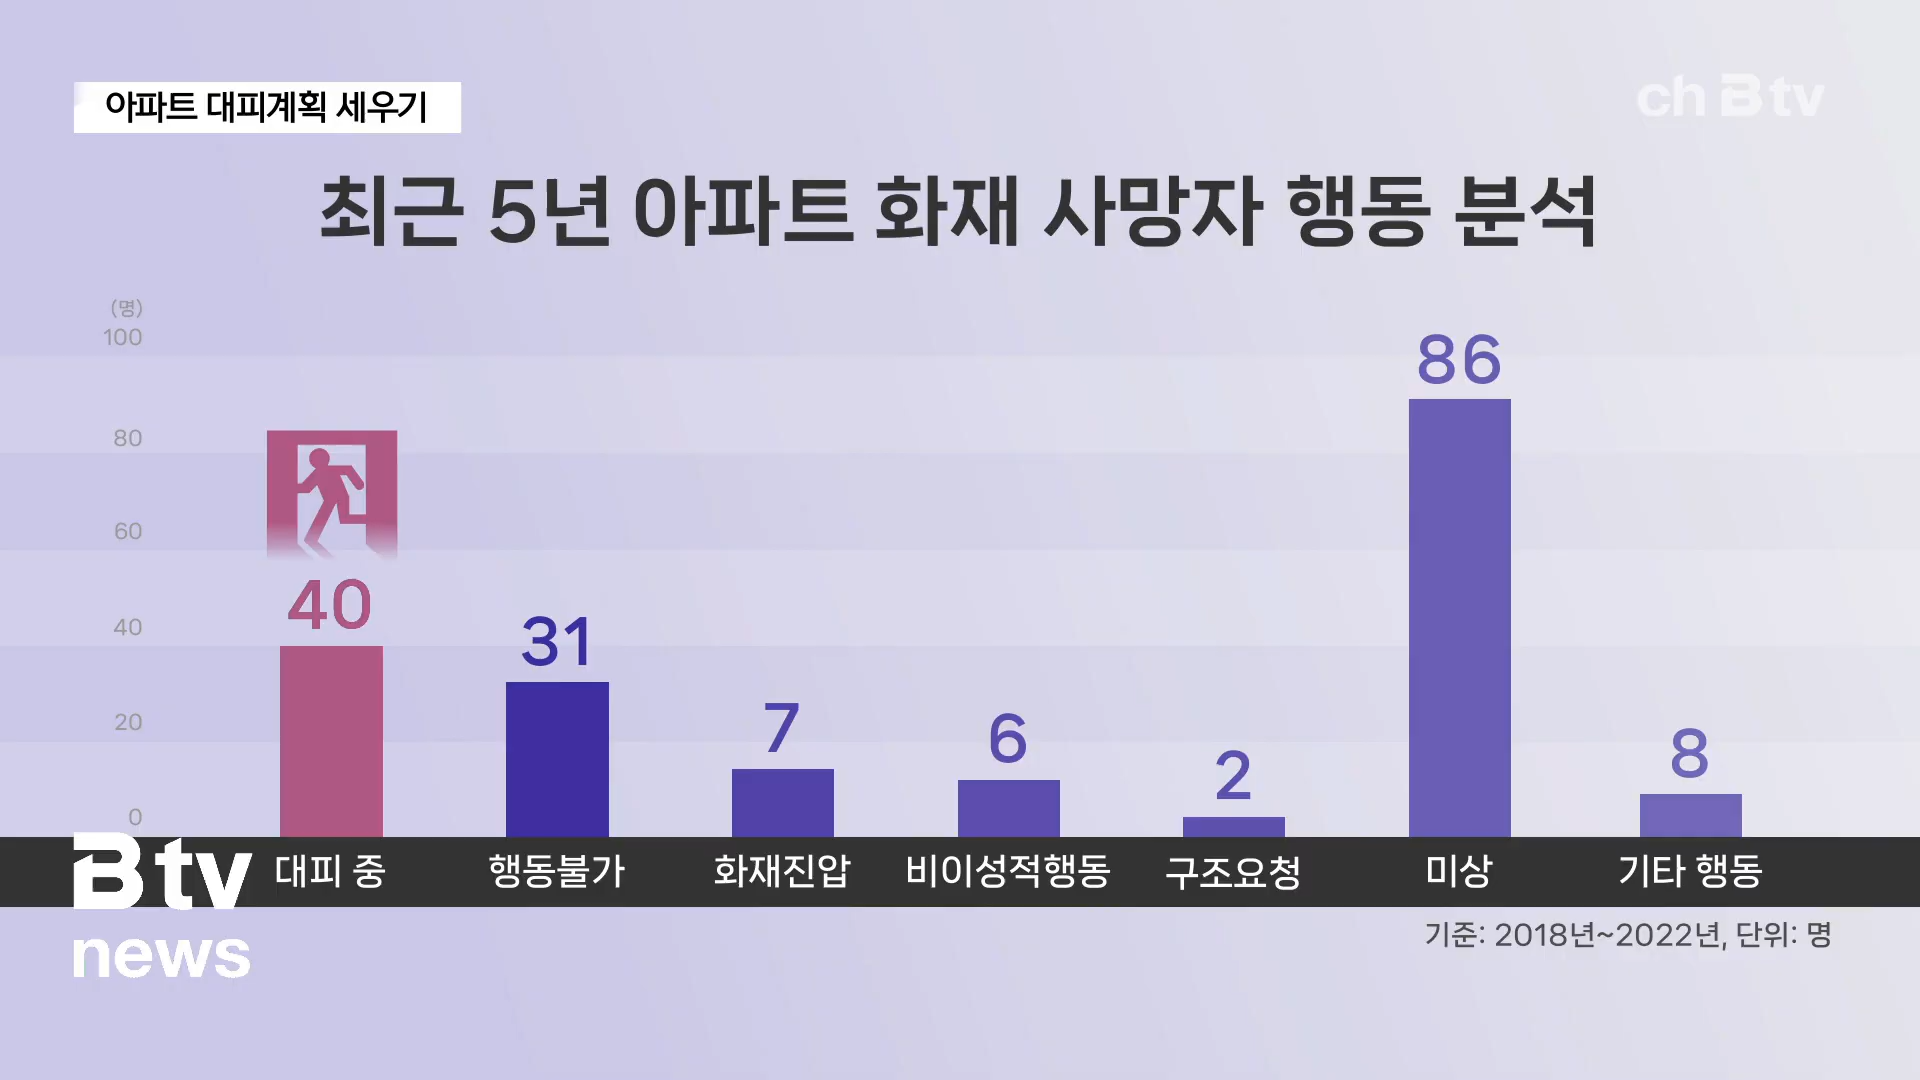 아파트 대피계획 세우기
ch B tv
최근 5년 아파트 화재 사망자 행동 분석
(명)
100
80
60
40
20
0
40
31
7
6
2
86
8
대피 중
행동불가
화재진압
비이성적행동
구조요청
미상
기타 행동
B tv
news
기준: 2018년~2022년, 단위: 명